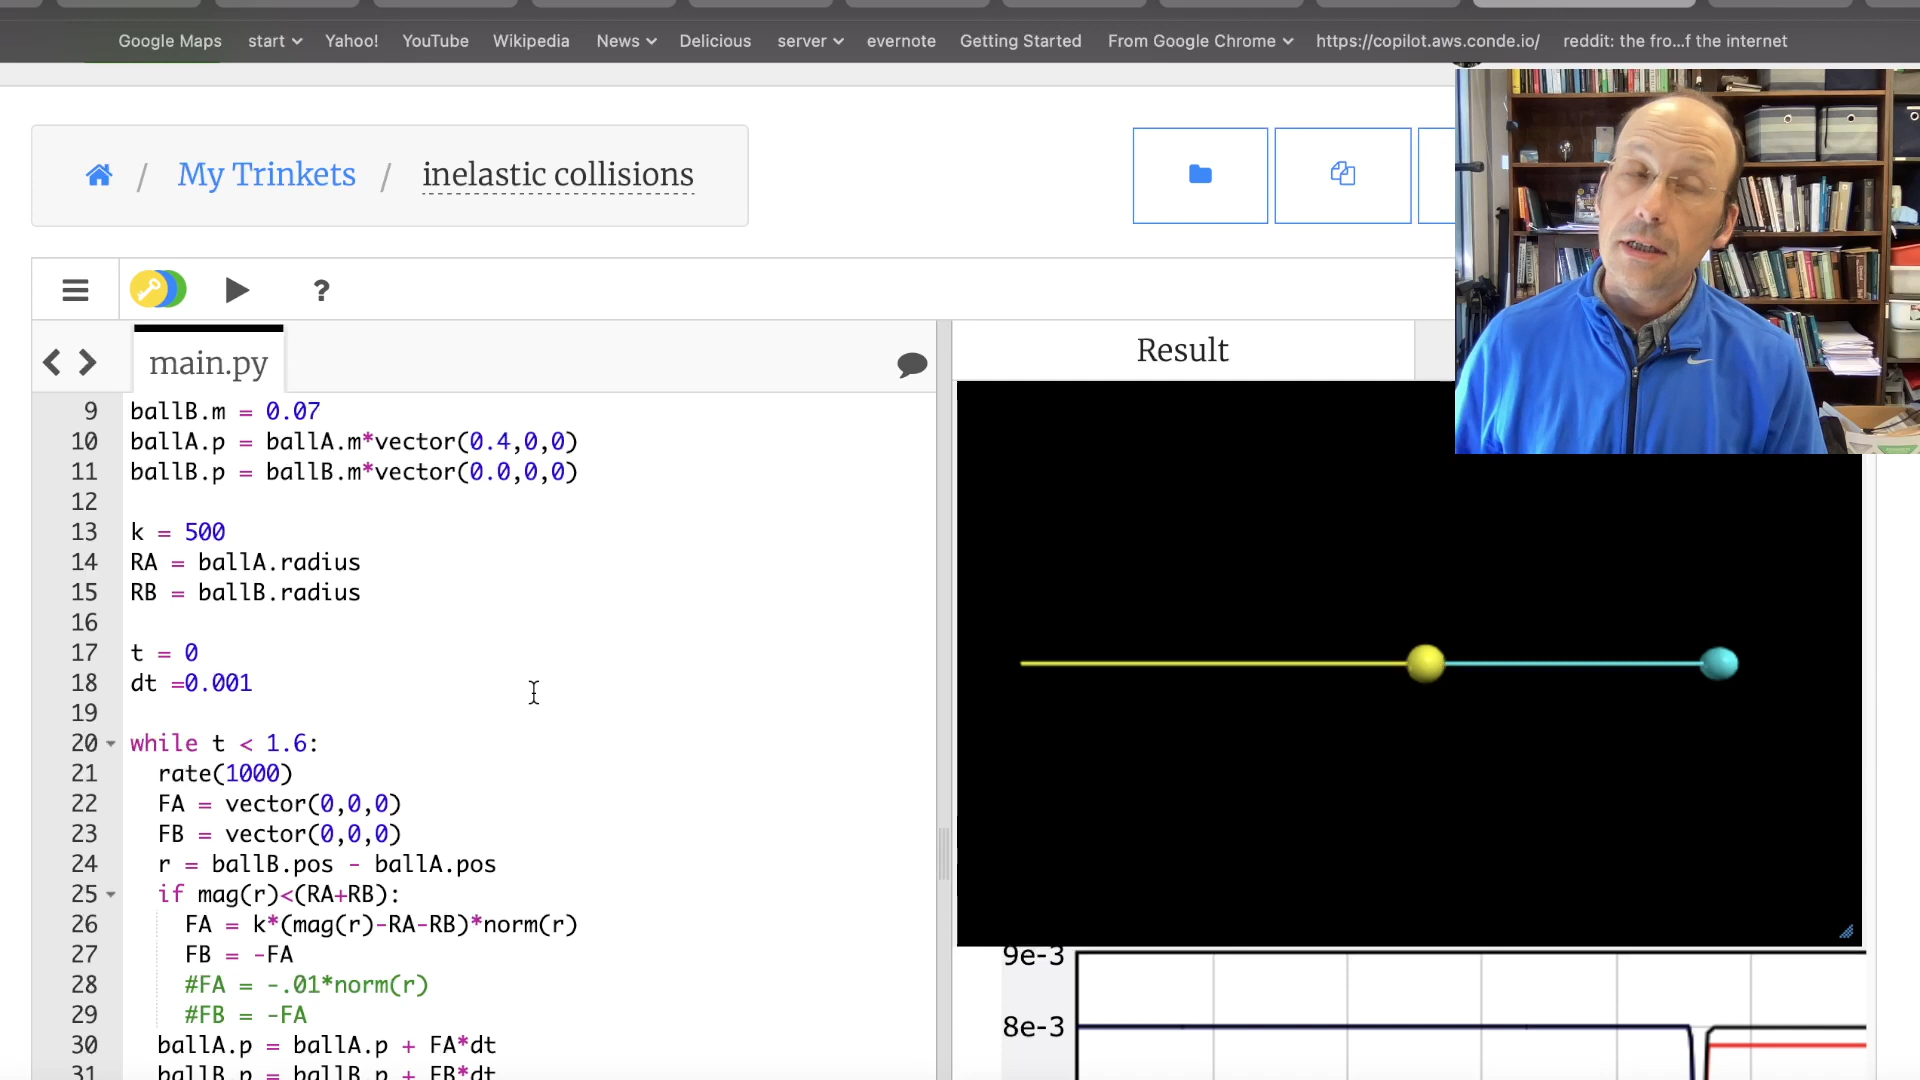 Google Maps start Yahoo! YouTube Wikipedia News Delicious server evernote Getting Started From Google Chrome https://copilot.aws.conde.io/ reddit: the fro...f the internet
/ My Trinkets / inelastic collisions
?
main.py
Result
9 ballB.m = 0.07
10 ballA.p = ballA.m*vector(0.4,0,0)
11 ballB.p = ballB.m*vector(0.0,0,0)
12
13 k = 500
14 RA = ballA.radius
15 RB = ballB.radius
16
17 t = 0
18 dt =0.001
19
20 while t < 1.6:
21 rate(1000)
22 FA = vector(0,0,0)
23 FB = vector(0,0,0)
24 r = ballB.pos - ballA.pos
25 if mag(r)<(RA+RB):
26 FA = k*(mag(r)-RA-RB)*norm(r)
27 FB = -FA
28 #FA = -.01*norm(r)
29 #FB = -FA
30 ballA.p = ballA.p + FA*dt
31 ballB.p = ballB.p + FB*dt
9e-3
8e-3